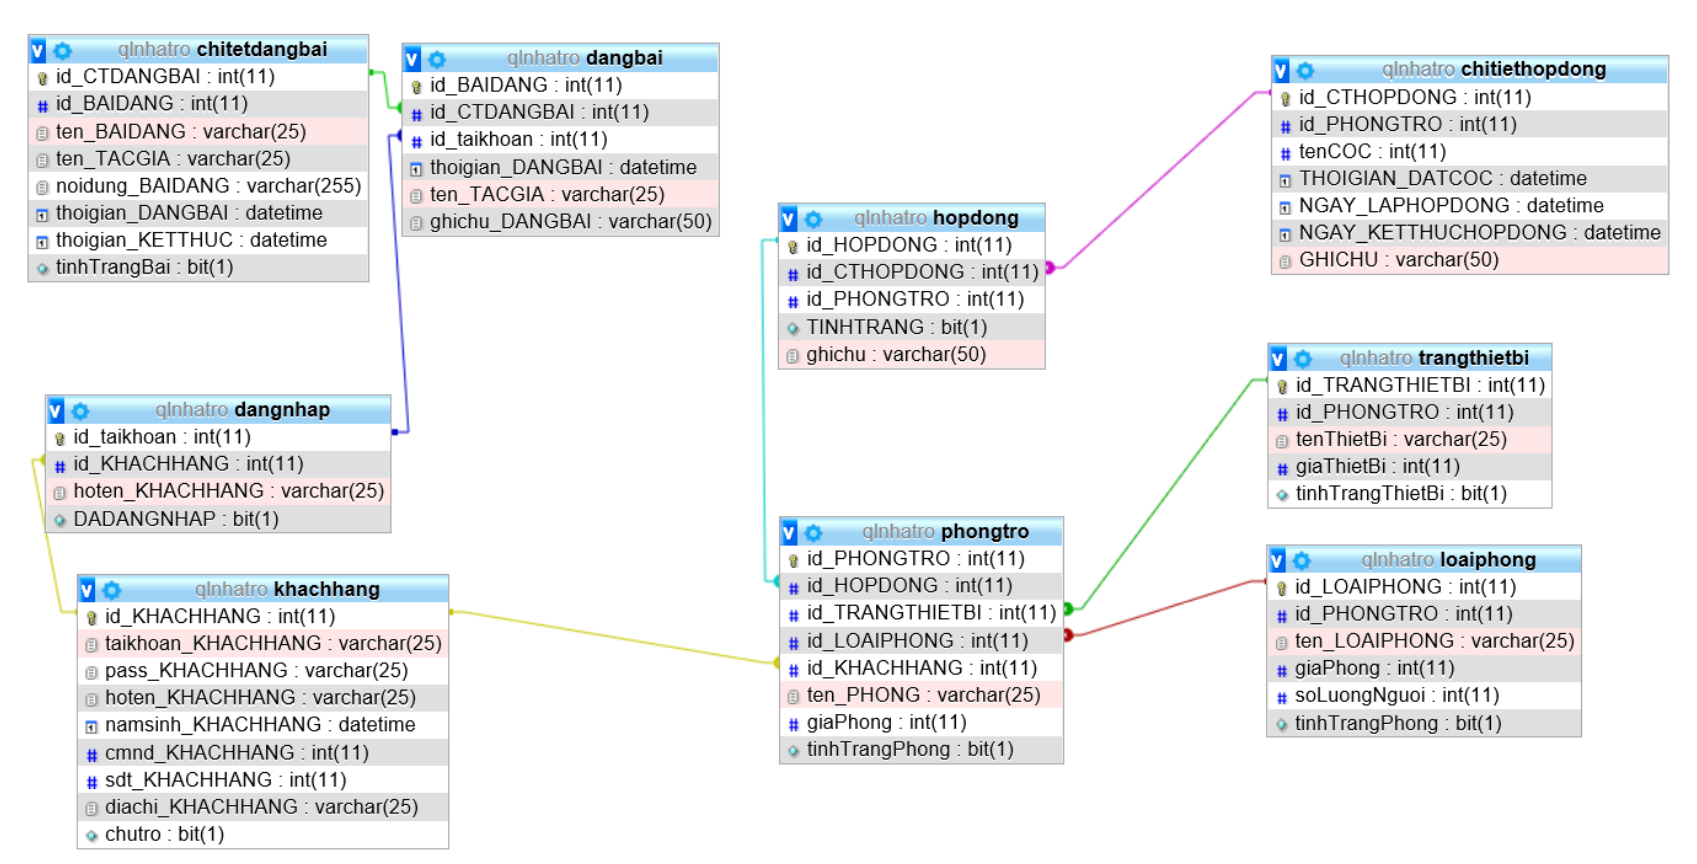 qlnhatro chitetdangbai
id_CTDANGBAI : int(11)
id_BAIDANG : int(11)
ten_BAIDANG : varchar(25)
ten_TACGIA : varchar(25)
noidung_BAIDANG : varchar(255)
thoigian_DANGBAI : datetime
thoigian_KETTHUC : datetime
tinhTrangBai : bit(1)
qlnhatro dangbai
id_BAIDANG : int(11)
id_CTDANGBAI : int(11)
id_taikhoan : int(11)
thoigian_DANGBAI : datetime
ten_TACGIA : varchar(25)
ghichu_DANGBAI : varchar(50)
qlnhatro chitiethopdong
id_CTHOPDONG : int(11)
id_PHONGTRO : int(11)
tenCOC : int(11)
THOIGIAN_DATCOC : datetime
NGAY_LAPHOPDONG : datetime
NGAY_KETTHUCHOPDONG : datetime
GHICHU : varchar(50)
qlnhatro hopdong
id_HOPDONG : int(11)
id_CTHOPDONG : int(11)
id_PHONGTRO : int(11)
TINHTRANG : bit(1)
ghichu : varchar(50)
qlnhatro trangthietbi
id_TRANGTHIETBI : int(11)
id_PHONGTRO : int(11)
tenThietBi : varchar(25)
giaThietBi : int(11)
tinhTrangThietBi : bit(1)
qlnhatro dangnhap
id_taikhoan : int(11)
id_KHACHHANG : int(11)
hoten_KHACHHANG : varchar(25)
DADANGNHAP : bit(1)
qlnhatro phongtro
id_PHONGTRO : int(11)
id_HOPDONG : int(11)
id_TRANGTHIETBI : int(11)
id_LOAIPHONG : int(11)
id_KHACHHANG : int(11)
ten_PHONG : varchar(25)
giaPhong : int(11)
tinhTrangPhong : bit(1)
qlnhatro loaiphong
id_LOAIPHONG : int(11)
id_PHONGTRO : int(11)
ten_LOAIPHONG : varchar(25)
giaPhong : int(11)
soLuongNguoi : int(11)
tinhTrangPhong : bit(1)
qlnhatro khachhang
id_KHACHHANG : int(11)
taikhoan_KHACHHANG : varchar(25)
pass_KHACHHANG : varchar(25)
hoten_KHACHHANG : varchar(25)
namsinh_KHACHHANG : datetime
cmnd_KHACHHANG : int(11)
sdt_KHACHHANG : int(11)
diachi_KHACHHANG : varchar(25)
chutro : bit(1)